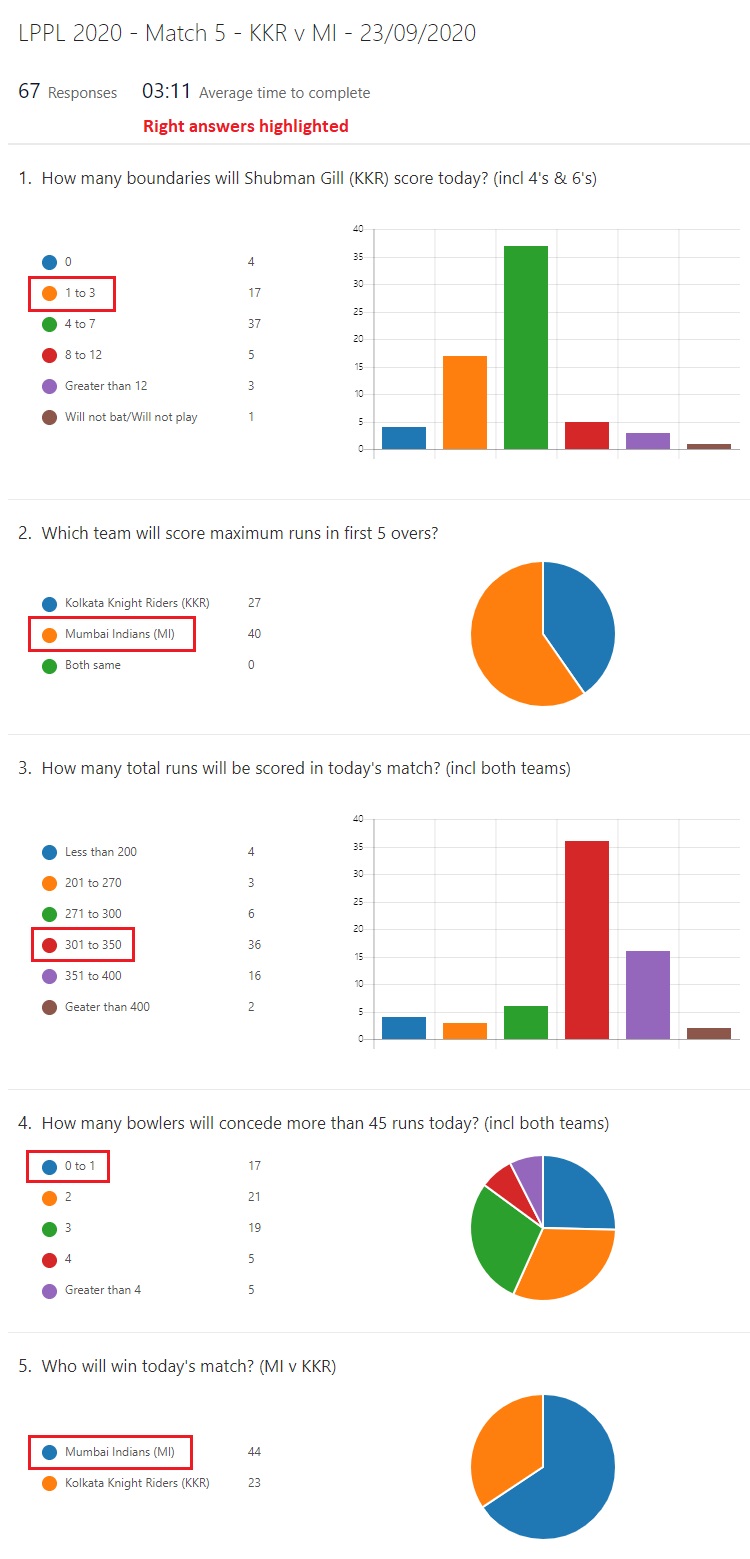 LPPL 2020 - Match 5 - KKR v MI - 23/09/2020
67 Responses 03:11 Average time to complete
Right answers highlighted
1. How many boundaries will Shubman Gill (KKR) score today? (incl 4's & 6's)
0 4
1 to 3 17
4 to 7 37
8 to 12 5
Greater than 12 3
Will not bat/Will not play 1
40
35
30
25
20
15
10
5
0
2. Which team will score maximum runs in first 5 overs?
Kolkata Knight Riders (KKR) 27
Mumbai Indians (MI) 40
Both same 0
3. How many total runs will be scored in today's match? (incl both teams)
Less than 200 4
201 to 270 3
271 to 300 6
301 to 350 36
351 to 400 16
Geater than 400 2
40
35
30
25
20
15
10
5
0
4. How many bowlers will concede more than 45 runs today? (incl both teams)
0 to 1 17
2 21
3 19
4 5
Greater than 4 5
5. Who will win today's match? (MI v KKR)
Mumbai Indians (MI) 44
Kolkata Knight Riders (KKR) 23